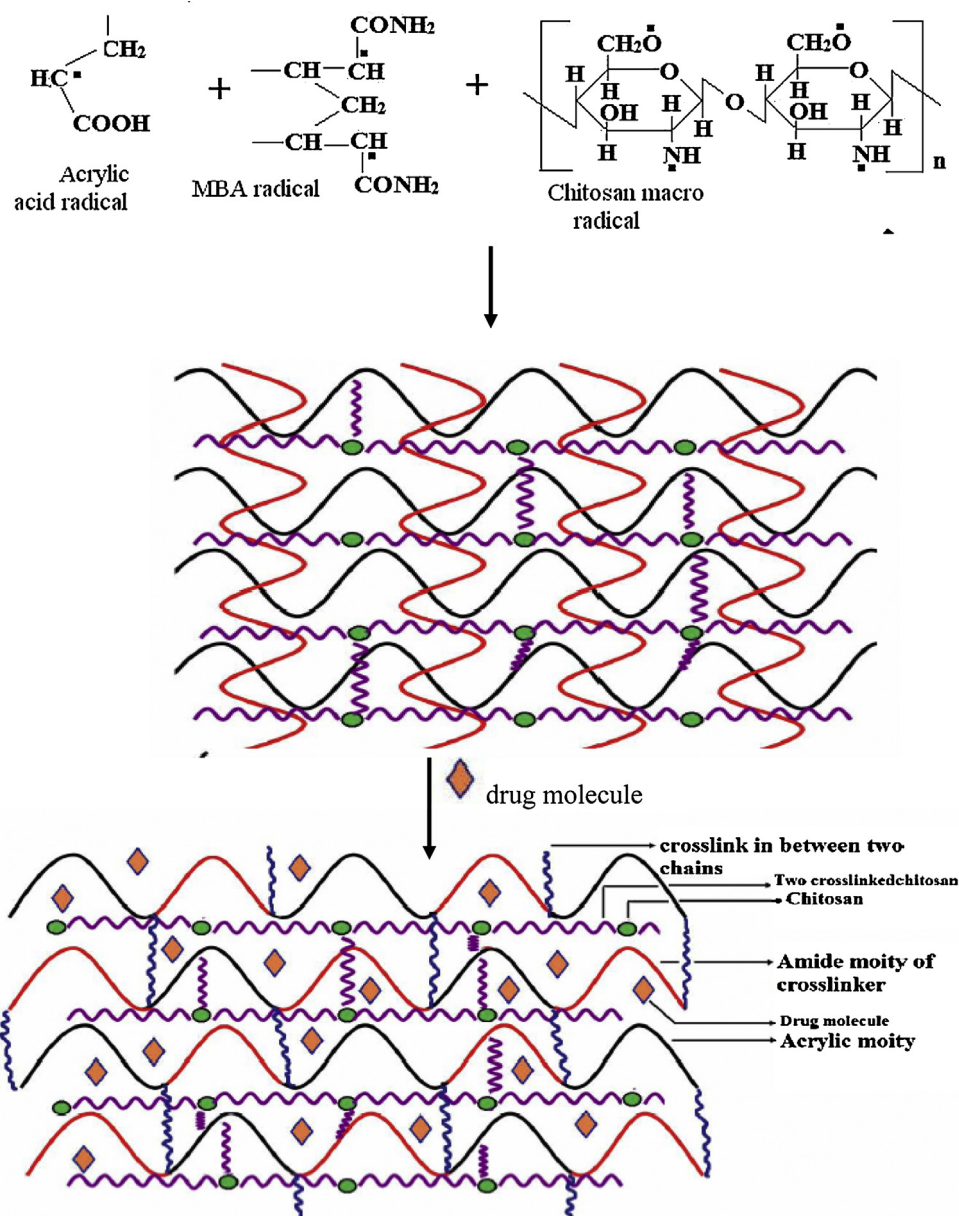 CONH₂
CH₂
HC
COOH
+
CH
CH
CH₂
CH
CH
CONH₂
+
CH₂O
O
H
H
H
OH
H
H
H
NH
O
CH₂O
O
H
H
H
OH
H
H
H
NH
n
Acrylic
acid radical
MBA radical
Chitosan macro
radical
drug molecule
crosslink in between two
chains
Two crosslinkedchitosan
Chitosan
Amide moity of
crosslinker
Drug molecule
Acrylic moity